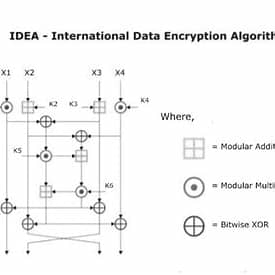 IDEA - International Data Encryption Algorith
X1 X2 X3 X4
K2 K3 K4
Where,
= Modular Addit
K5
= Modular Multi
K6
= Bitwise XOR